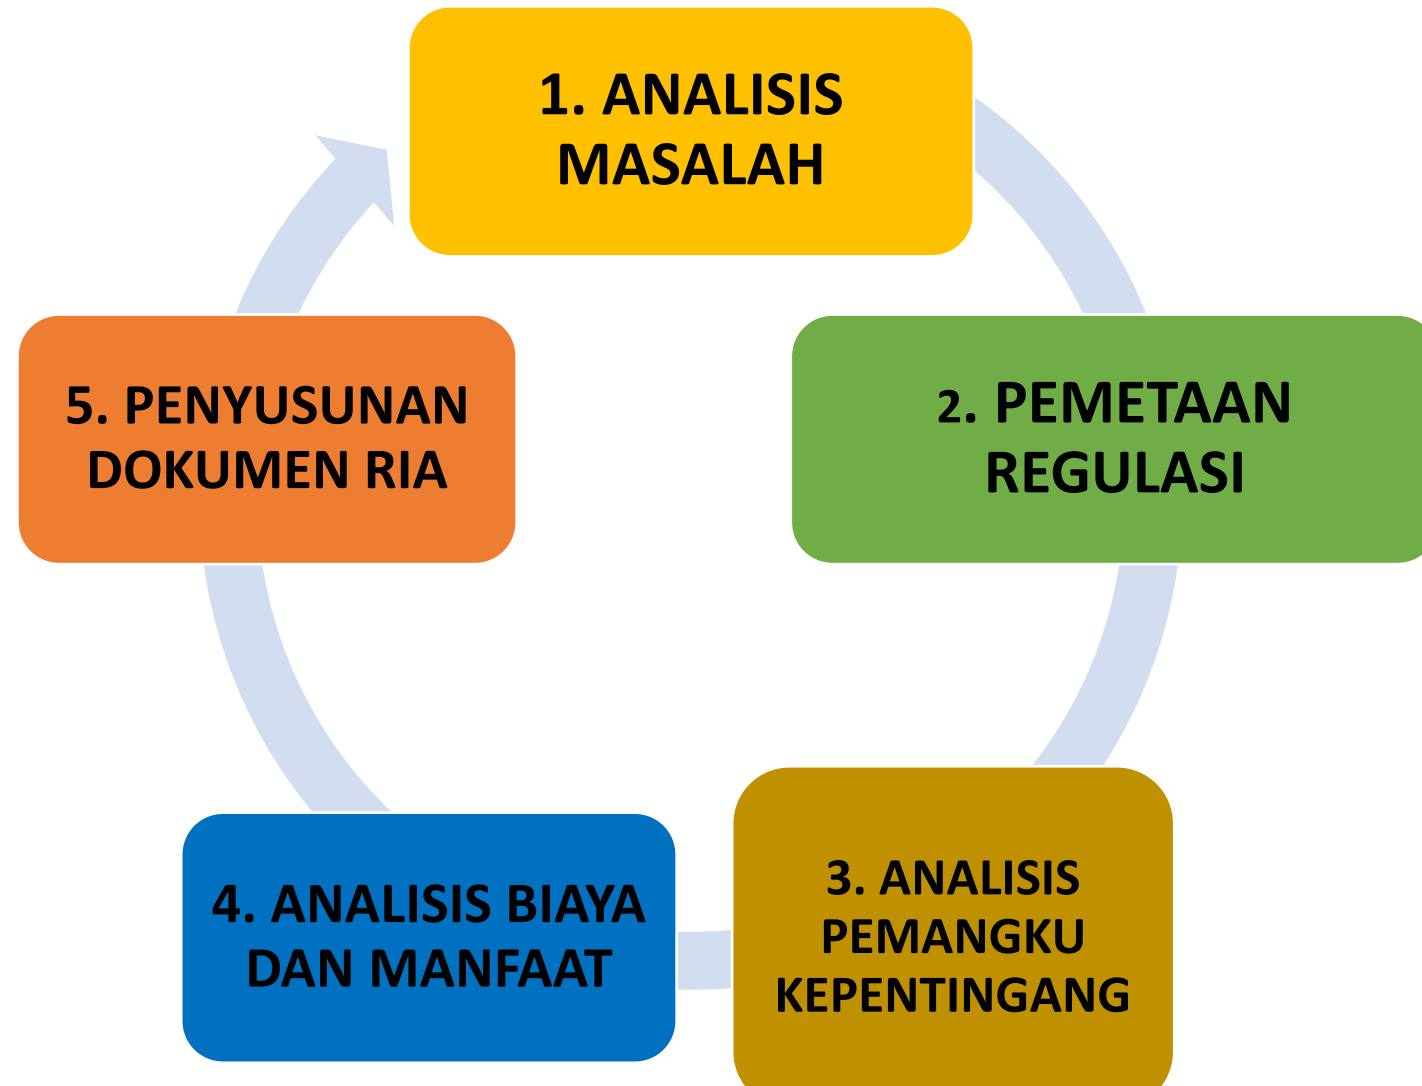 1. ANALISIS
MASALAH
2. PEMETAAN
REGULASI
3. ANALISIS
PEMANGKU
KEPENTINGANG
4. ANALISIS BIAYA
DAN MANFAAT
5. PENYUSUNAN
DOKUMEN RIA